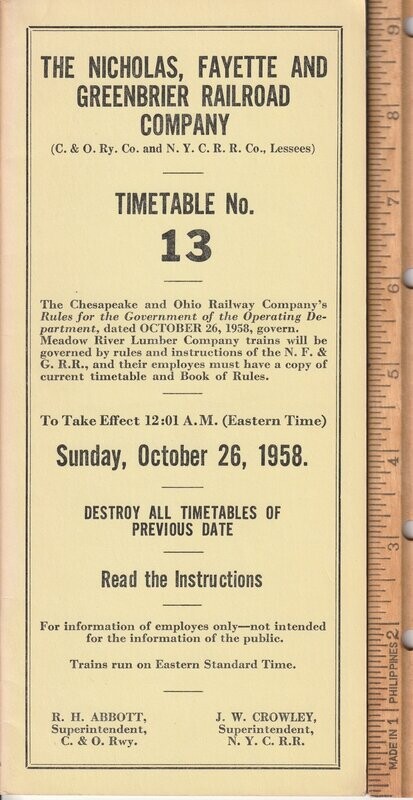 THE NICHOLAS, FAYETTE AND
GREENBRIER RAILROAD
COMPANY
(C. & O. Ry. Co. and N. Y. C. R. R. Co., Lessees)
TIMETABLE No.
13
The Chesapeake and Ohio Railway Company's
Rules for the Government of the Operating De-
partment, dated OCTOBER 26, 1958, govern.
Meadow River Lumber Company trains will be
governed by rules and instructions of the N. F. &
G. R.R., and their employes must have a copy of
current timetable and Book of Rules.
To Take Effect 12:01 A.M. (Eastern Time)
Sunday, October 26, 1958.
DESTROY ALL TIMETABLES OF
PREVIOUS DATE
Read the Instructions
For information of employes only—not intended
for the information of the public.
Trains run on Eastern Standard Time.
R. H. ABBOTT,
Superintendent,
C. & O. Rwy.
J. W. CROWLEY,
Superintendent,
N. Y. C. R.R.
MADE IN PHILIPPINES
1
2
3
4
5
6
7
8
9